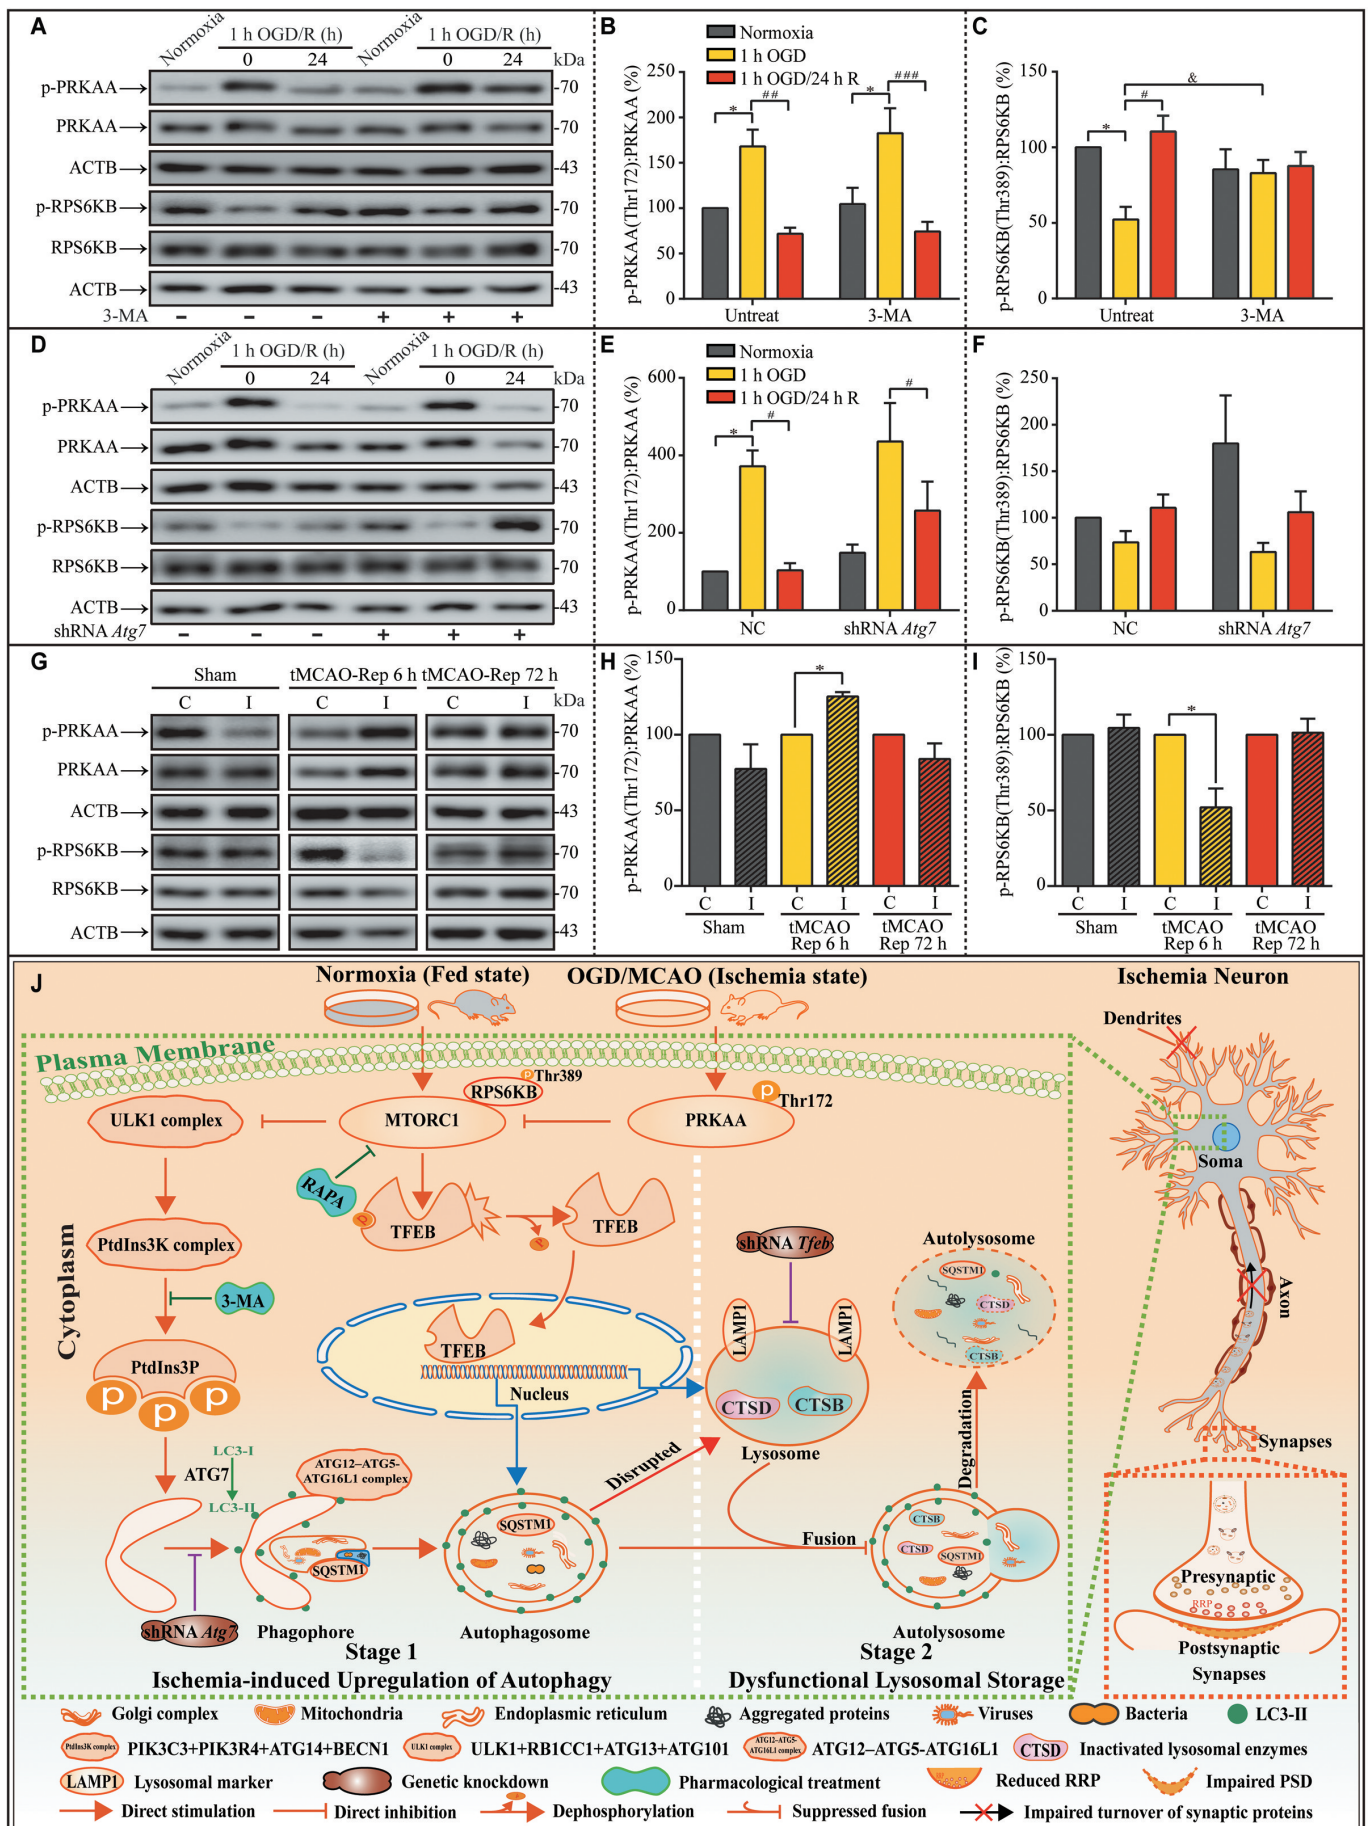 A
Normoxia 1 h OGD/R (h) Normoxia 1 h OGD/R (h)
0 24 0 24 kDa
p-PRKAA -70
PRKAA -70
ACTB -43
p-RPS6KB -70
RPS6KB -70
ACTB -43
3-MA − − − + + +
B
Normoxia
1 h OGD
1 h OGD/24 h R
p-PRKAA(Thr172):PRKAA (%)
250
200
150
100
50
0
* ## * ###
Untreat 3-MA
C
p-RPS6KB(Thr389):RPS6KB (%)
150
100
50
0
* # &
Untreat 3-MA
D
Normoxia 1 h OGD/R (h) Normoxia 1 h OGD/R (h)
0 24 0 24 kDa
p-PRKAA -70
PRKAA -70
ACTB -43
p-RPS6KB -70
RPS6KB -70
ACTB -43
shRNA Atg7 − − − + + +
E
Normoxia
1 h OGD
1 h OGD/24 h R
p-PRKAA(Thr172):PRKAA (%)
600
400
200
0
* # #
NC shRNA Atg7
F
p-RPS6KB(Thr389):RPS6KB (%)
250
200
150
100
50
0
NC shRNA Atg7
G
Sham tMCAO-Rep 6 h tMCAO-Rep 72 h
C I C I C I kDa
p-PRKAA -70
PRKAA -70
ACTB -43
p-RPS6KB -70
RPS6KB -70
ACTB -43
H
p-PRKAA(Thr172):PRKAA (%)
150
100
50
0
*
C I C I C I
Sham tMCAO tMCAO
Rep 6 h Rep 72 h
I
p-RPS6KB(Thr389):RPS6KB (%)
150
100
50
0
*
C I C I C I
Sham tMCAO tMCAO
Rep 6 h Rep 72 h
J
Normoxia (Fed state) OGD/MCAO (Ischemia state) Ischemia Neuron
Dendrites
Plasma Membrane
P Thr389
RPS6KB
P Thr172
ULK1 complex MTORC1 PRKAA
Soma
RAPA
P
TFEB
P
TFEB
PtdIns3K complex
Cytoplasm
3-MA
shRNA Tfeb
Autolysosome
SQSTM1
CTSD
CTSB
Axon
PtdIns3P
P P P
TFEB
Nucleus
LAMP1 LAMP1
CTSD CTSB
Lysosome
Synapses
LC3-I
ATG7
LC3-II
ATG12–ATG5-
ATG16L1 complex
Disrupted
Degradation
SQSTM1
SQSTM1
Fusion
CTSB
CTSD
SQSTM1
Presynaptic
RRP
Postsynaptic
Synapses
shRNA Atg7 Phagophore Autophagosome Autolysosome
Stage 1 Stage 2
Ischemia-induced Upregulation of Autophagy Dysfunctional Lysosomal Storage
Golgi complex Mitochondria Endoplasmic reticulum Aggregated proteins Viruses Bacteria LC3-II
PtdIns3K complex PIK3C3+PIK3R4+ATG14+BECN1 ULK1 complex ULK1+RB1CC1+ATG13+ATG101 ATG12–ATG5-ATG16L1 complex ATG12–ATG5-ATG16L1 CTSD Inactivated lysosomal enzymes
LAMP1 Lysosomal marker Genetic knockdown Pharmacological treatment Reduced RRP Impaired PSD
Direct stimulation Direct inhibition P Dephosphorylation Suppressed fusion Impaired turnover of synaptic proteins